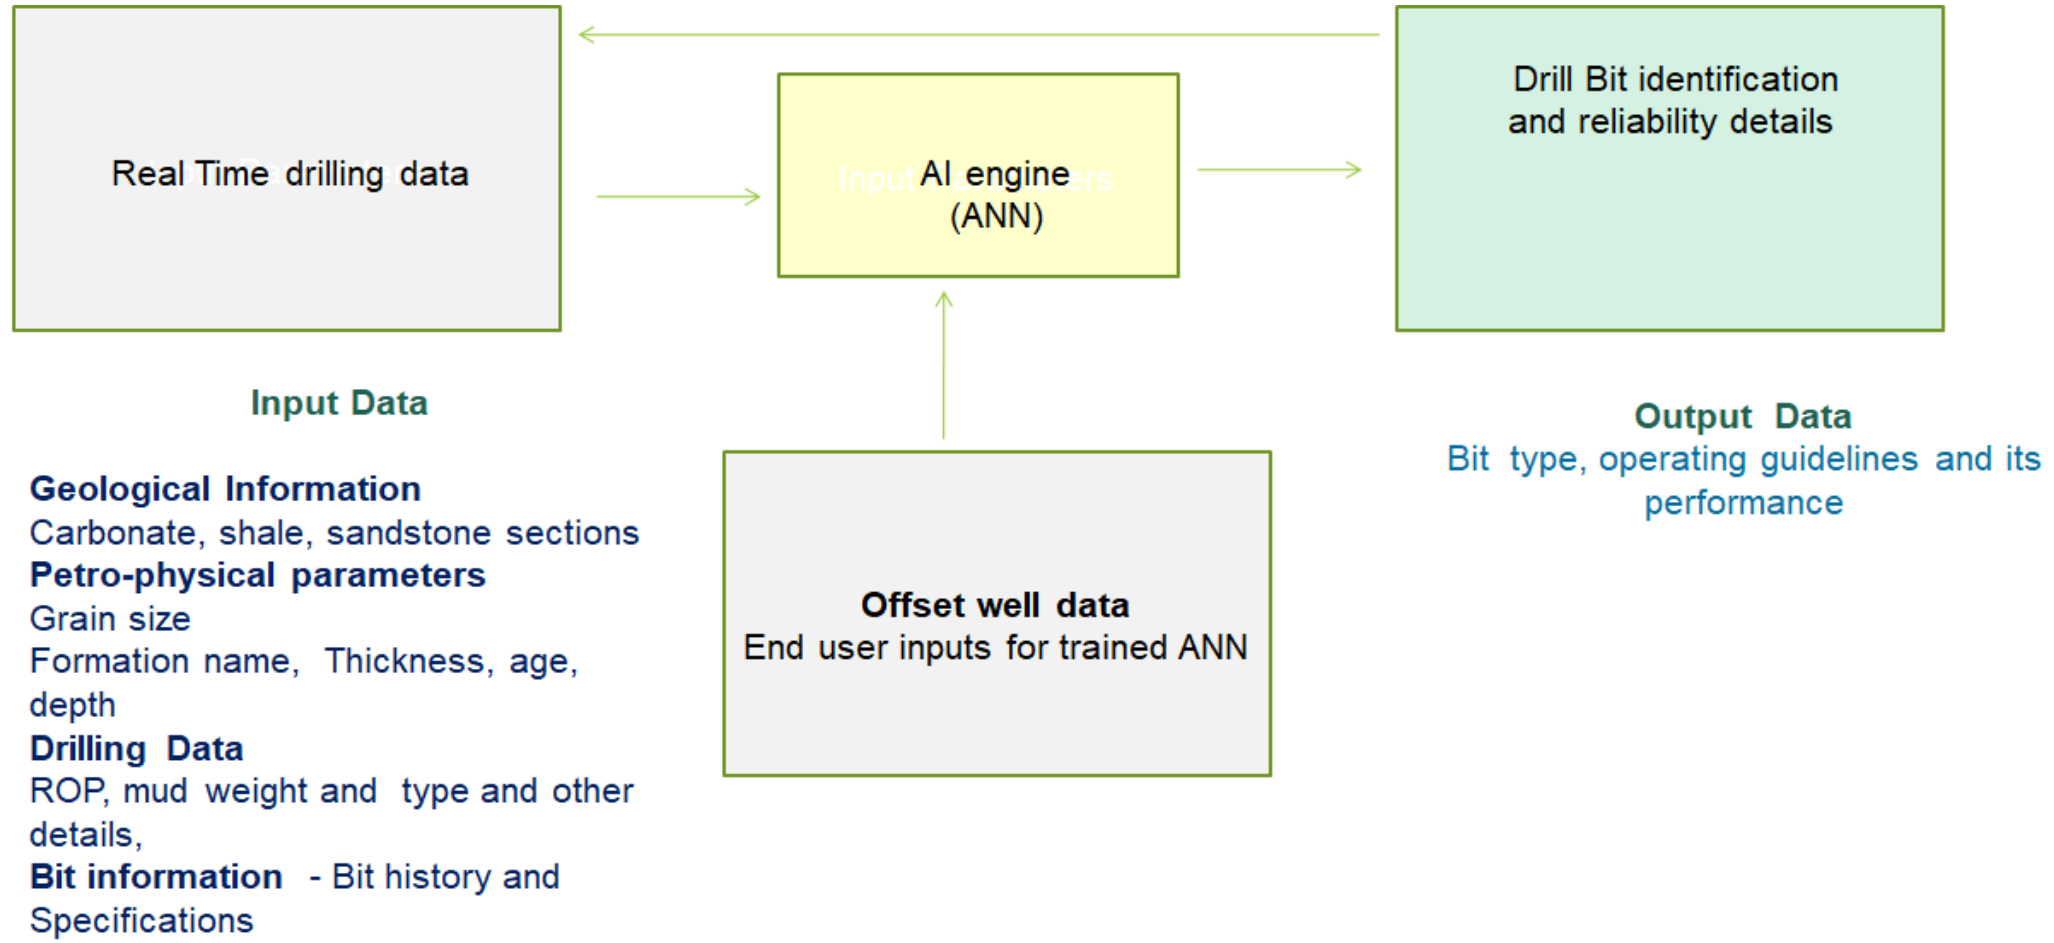 Real Time drilling data
Input Parameters
AI engine
(ANN)
Drill Bit identification
and reliability details
Input Data
Geological Information
Carbonate, shale, sandstone sections
Petro-physical parameters
Grain size
Formation name, Thickness, age,
depth
Drilling Data
ROP, mud weight and type and other
details,
Bit information - Bit history and
Specifications
Offset well data
End user inputs for trained ANN
Output Data
Bit type, operating guidelines and its
performance